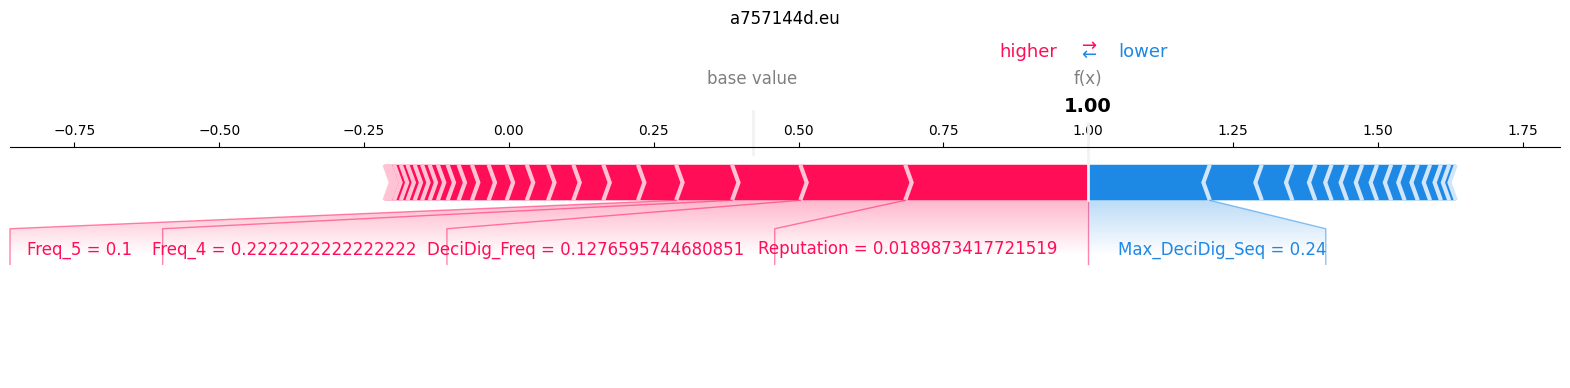 a757144d.eu
higher ⇄ lower
base value f(x)
1.00
−0.75 −0.50 −0.25 0.00 0.25 0.50 0.75 1.00 1.25 1.50 1.75
Freq_5 = 0.1 Freq_4 = 0.2222222222222222 DeciDig_Freq = 0.1276595744680851 Reputation = 0.0189873417721519 Max_DeciDig_Seq = 0.24